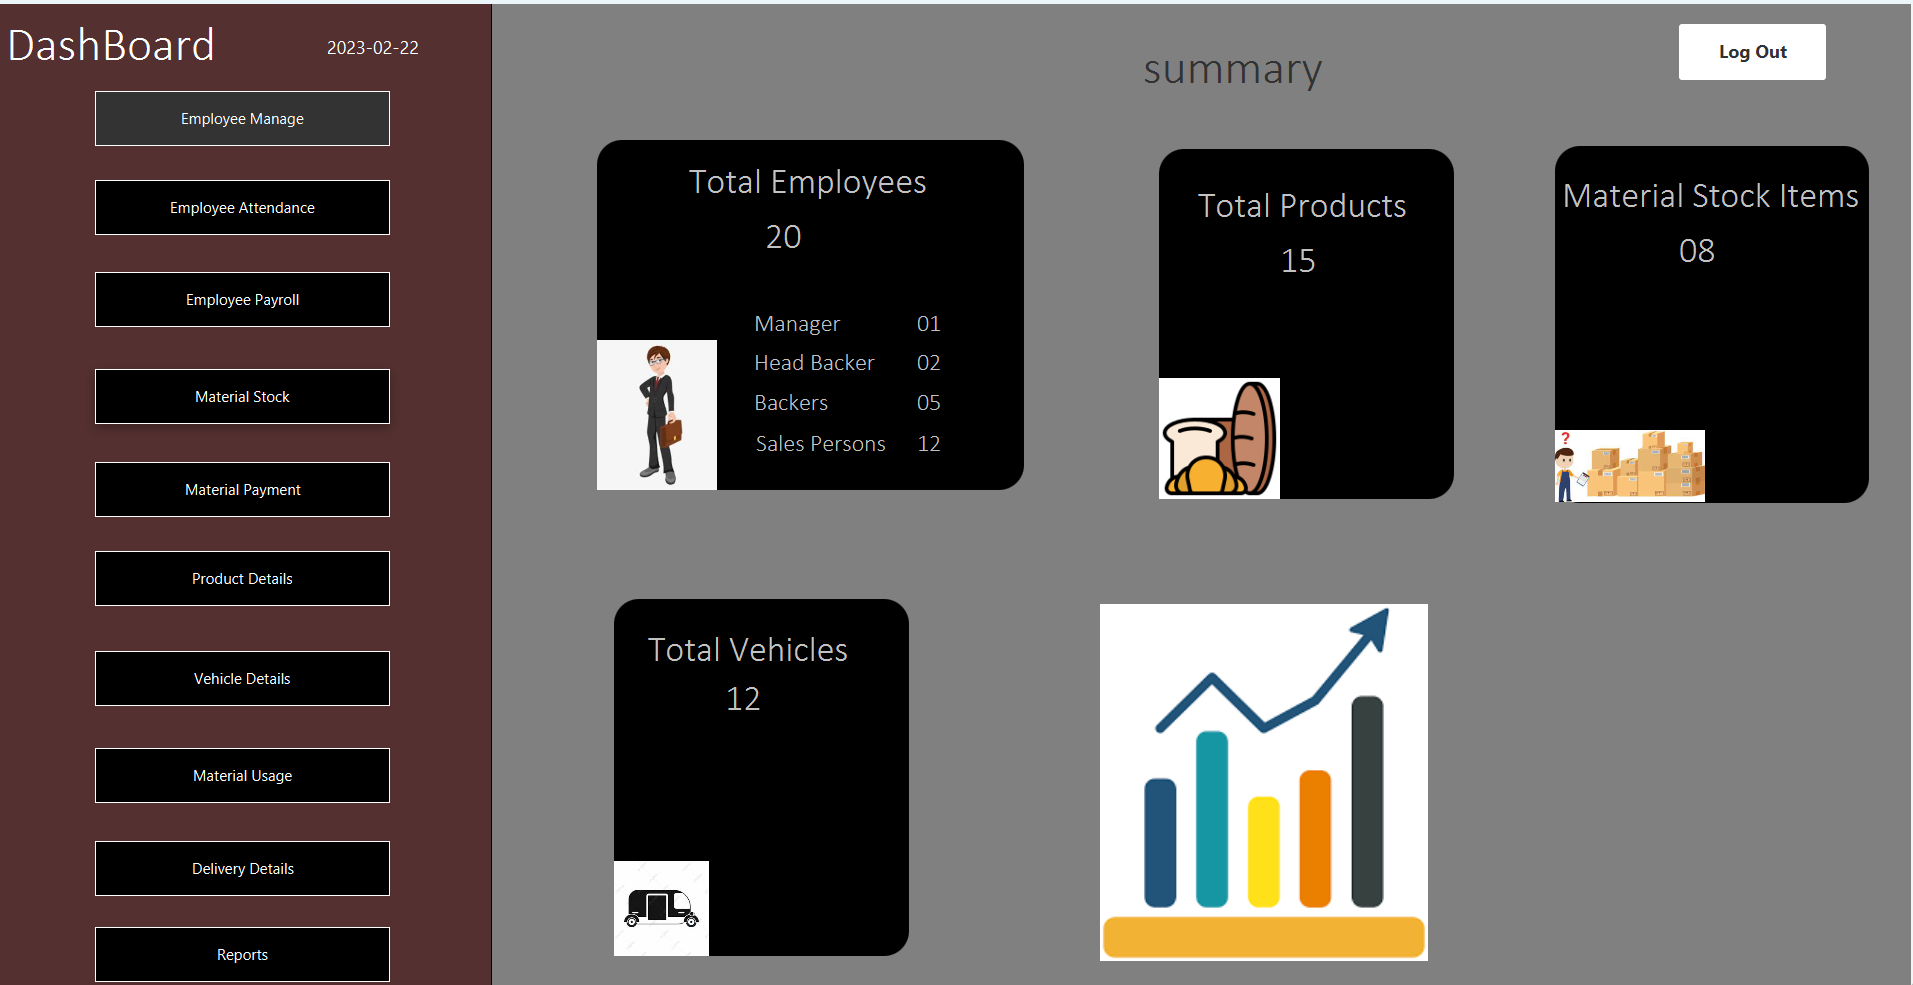 DashBoard
2023-02-22
Employee Manage
Employee Attendance
Employee Payroll
Material Stock
Material Payment
Product Details
Vehicle Details
Material Usage
Delivery Details
Reports
summary
Log Out
Total Employees
20
Manager 01
Head Backer 02
Backers 05
Sales Persons 12
Total Products
15
Material Stock Items
08
?
Total Vehicles
12